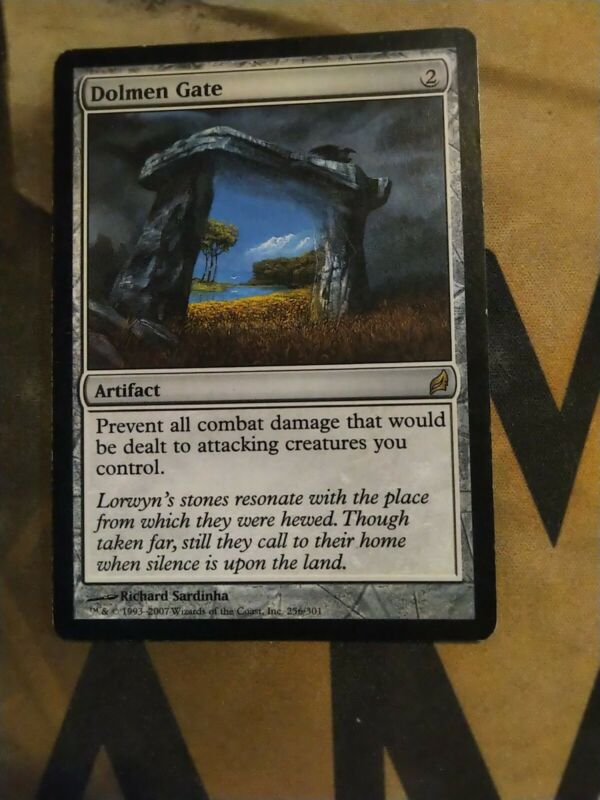 Dolmen Gate 2
Artifact
Prevent all combat damage that would
be dealt to attacking creatures you
control.
Lorwyn's stones resonate with the place
from which they were hewed. Though
taken far, still they call to their home
when silence is upon the land.
Richard Sardinha
™ & © 1993–2007 Wizards of the Coast, Inc. 256/301